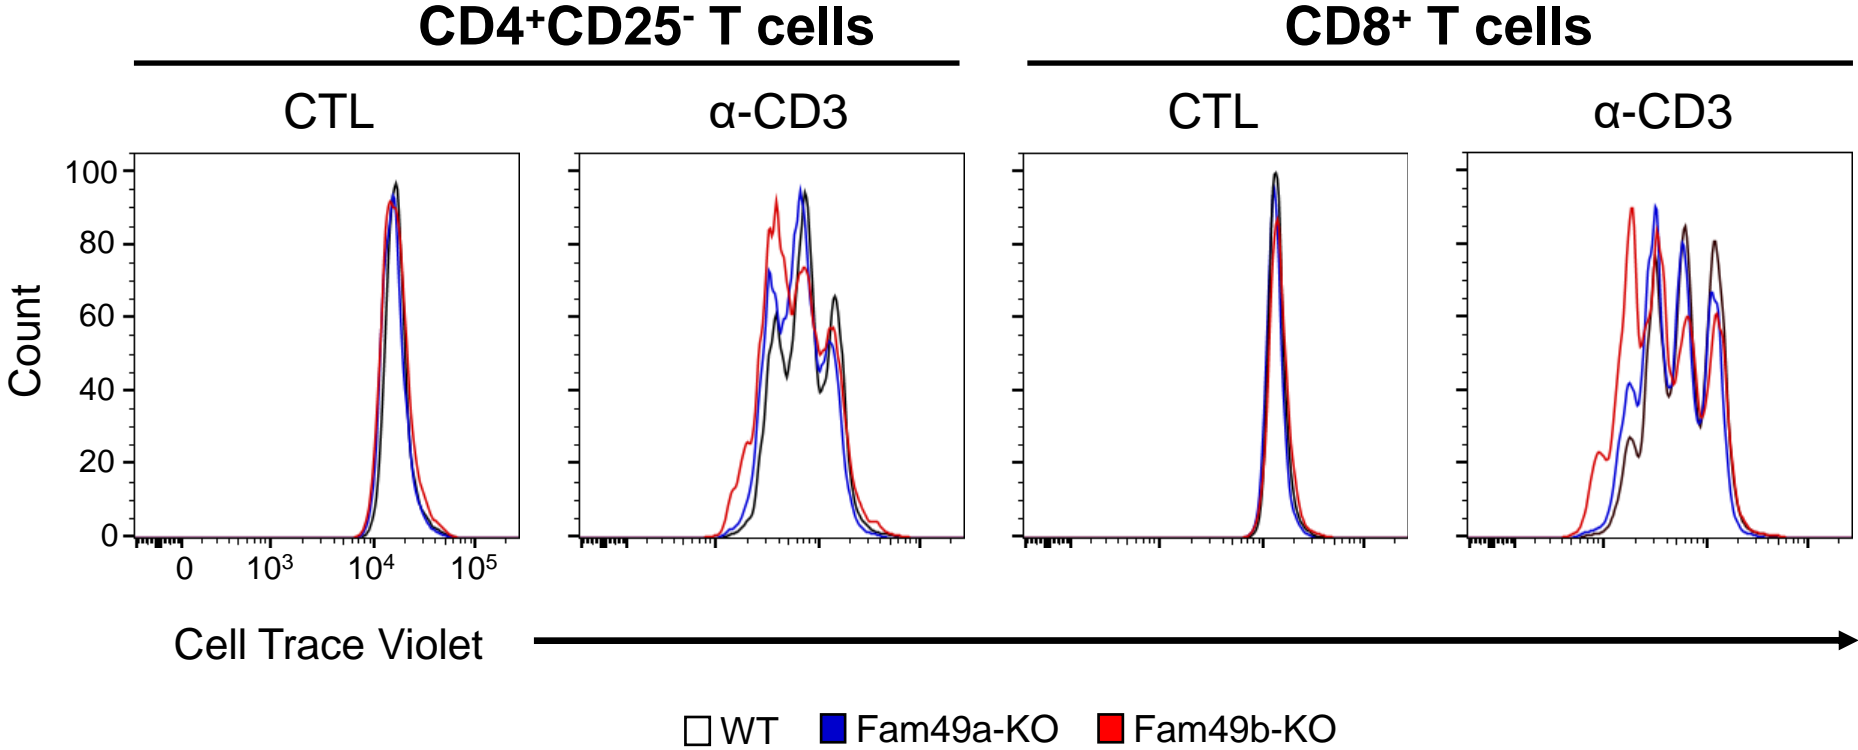 CD4⁺CD25⁻ T cells CD8⁺ T cells
CTL α-CD3 CTL α-CD3
100
80
60
40
20
0
Count
0 10³ 10⁴ 10⁵
Cell Trace Violet
WT Fam49a-KO Fam49b-KO